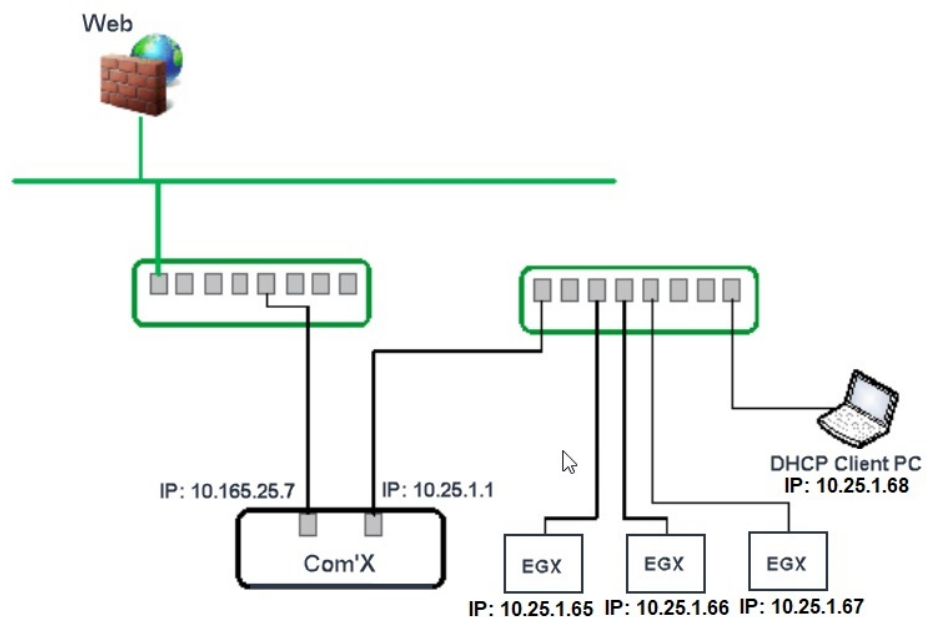 Web
DHCP Client PC
IP: 10.25.1.68
IP: 10.165.25.7
IP: 10.25.1.1
Com'X
EGX
EGX
EGX
IP: 10.25.1.65
IP: 10.25.1.66
IP: 10.25.1.67